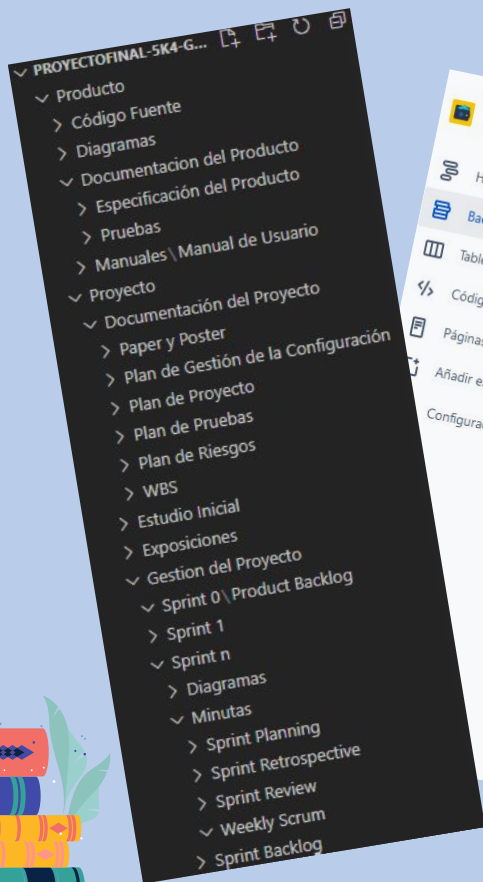 PROYECTOFINAL-5K4-G...
Producto
Código Fuente
Diagramas
Documentacion del Producto
Especificación del Producto
Pruebas
Manuales\Manual de Usuario
Proyecto
Documentación del Proyecto
Paper y Poster
Plan de Gestión de la Configuración
Plan de Proyecto
Plan de Pruebas
Plan de Riesgos
WBS
Estudio Inicial
Exposiciones
Gestion del Proyecto
Sprint 0\Product Backlog
Sprint 1
Sprint n
Diagramas
Minutas
Sprint Planning
Sprint Retrospective
Sprint Review
Weekly Scrum
Sprint Backlog
Páginas
Añadir